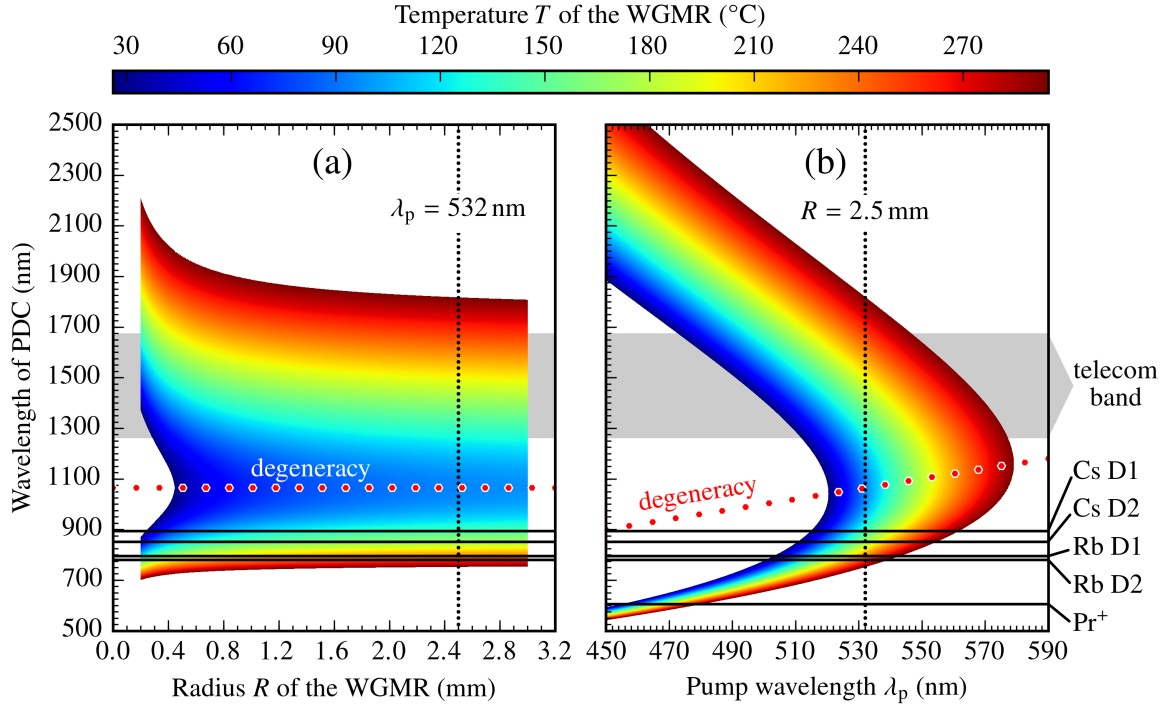 Temperature T of the WGMR (°C)
30 60 90 120 150 180 210 240 270
2500
2300
2100
1900
1700
1500
1300
1100
900
700
500
Wavelength of PDC (nm)
(a)
λp = 532 nm
degeneracy
0.0 0.4 0.8 1.2 1.6 2.0 2.4 2.8 3.2
Radius R of the WGMR (mm)
(b)
R = 2.5 mm
degeneracy
450 470 490 510 530 550 570 590
Pump wavelength λp (nm)
telecom
band
Cs D1
Cs D2
Rb D1
Rb D2
Pr+